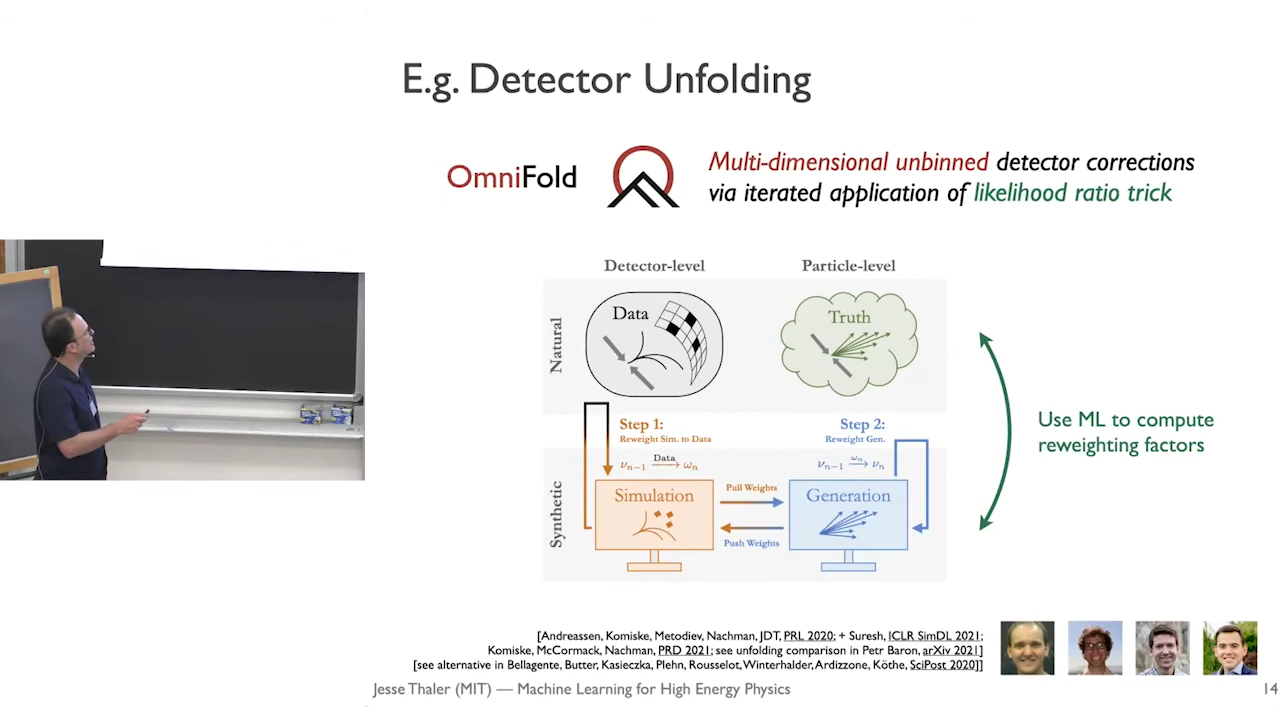 E.g. Detector Unfolding
OmniFold
Multi-dimensional unbinned detector corrections
via iterated application of likelihood ratio trick
Detector-level
Particle-level
Natural
Data
Truth
Step 1:
Reweight Sim. to Data
Step 2:
Reweight Gen.
νn−1 Data→ ωn
νn−1 ωn→ νn
Use ML to compute
reweighting factors
Synthetic
Simulation
Pull Weights
Push Weights
Generation
[Andreassen, Komiske, Metodiev, Nachman, JDT, PRL 2020; + Suresh, ICLR SimDL 2021;
Komiske, McCormack, Nachman, PRD 2021; see unfolding comparison in Petr Baron, arXiv 2021]
[see alternative in Bellagente, Butter, Kasieczka, Plehn, Rousselot, Winterhalder, Ardizzone, Köthe, SciPost 2020]]
Jesse Thaler (MIT) — Machine Learning for High Energy Physics
14